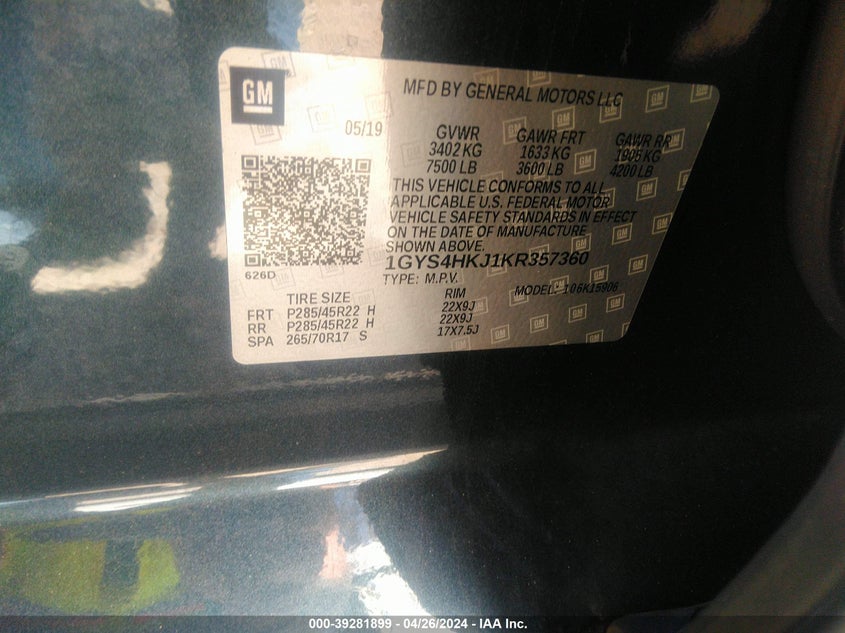 GM
MFD BY GENERAL MOTORS LLC
05/19
GVWR GAWR FRT GAWR RR
3402 KG 1633 KG 1905 KG
7500 LB 3600 LB 4200 LB
THIS VEHICLE CONFORMS TO ALL
APPLICABLE U.S. FEDERAL MOTOR
VEHICLE SAFETY STANDARDS IN EFFECT
ON THE DATE OF MANUFACTURE
SHOWN ABOVE.
1GYS4HKJ1KR357360
626D
TYPE: M.P.V. MODEL: 106K15906
TIRE SIZE RIM
FRT P285/45R22 H 22X9J
RR P285/45R22 H 22X9J
SPA 265/70R17 S 17X7.5J
000-39281899 / 04/26/2024 - IAA Inc.